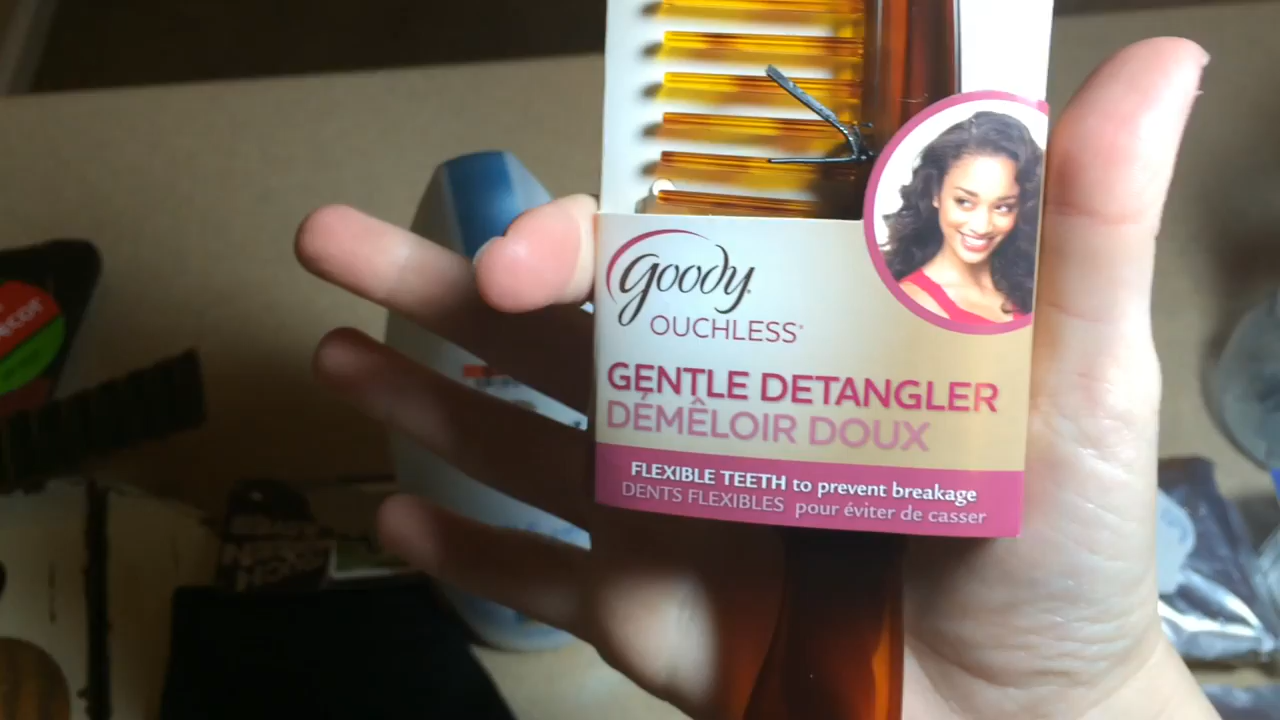 goody
OUCHLESS®
GENTLE DETANGLER
DÉMÊLOIR DOUX
FLEXIBLE TEETH to prevent breakage
DENTS FLEXIBLES pour éviter de casser